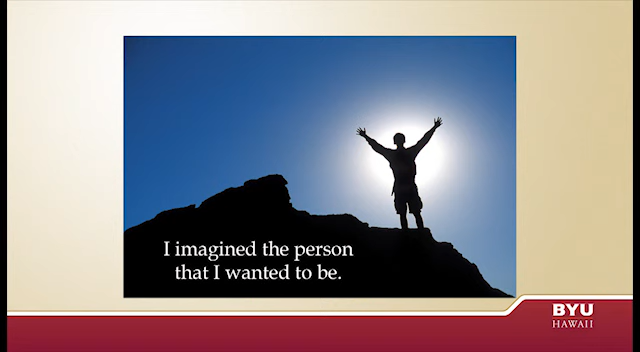 I imagined the person
that I wanted to be.
BYU
HAWAII